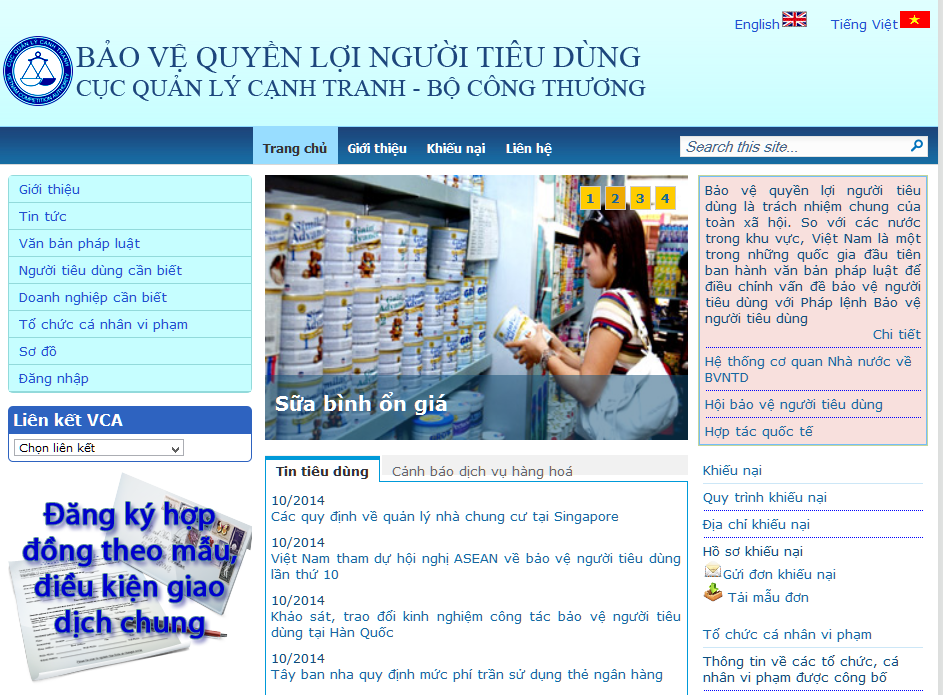 English
Tiếng Việt
BẢO VỆ QUYỀN LỢI NGƯỜI TIÊU DÙNG
CỤC QUẢN LÝ CẠNH TRANH - BỘ CÔNG THƯƠNG
Trang chủ
Giới thiệu
Khiếu nại
Liên hệ
Search this site...
Giới thiệu
Tin tức
Văn bản pháp luật
Người tiêu dùng cần biết
Doanh nghiệp cần biết
Tổ chức cá nhân vi phạm
Sơ đồ
Đăng nhập
Liên kết VCA
Chọn liên kết
Đăng ký hợp
đồng theo mẫu,
điều kiện giao
dịch chung
1 2 3 4
Sữa bình ổn giá
Tin tiêu dùng
Cảnh báo dịch vụ hàng hoá
10/2014
Các quy định về quản lý nhà chung cư tại Singapore
10/2014
Việt Nam tham dự hội nghị ASEAN về bảo vệ người tiêu dùng
lần thứ 10
10/2014
Khảo sát, trao đổi kinh nghiệm công tác bảo vệ người tiêu
dùng tại Hàn Quốc
10/2014
Tây ban nha quy định mức phí trần sử dụng thẻ ngân hàng
Bảo vệ quyền lợi người tiêu
dùng là trách nhiệm chung của
toàn xã hội. So với các nước
trong khu vực, Việt Nam là một
trong những quốc gia đầu tiên
ban hành văn bản pháp luật để
điều chỉnh vấn đề bảo vệ người
tiêu dùng với Pháp lệnh Bảo vệ
người tiêu dùng
Chi tiết
Hệ thống cơ quan Nhà nước về
BVNTD
Hội bảo vệ người tiêu dùng
Hợp tác quốc tế
Khiếu nại
Quy trình khiếu nại
Địa chỉ khiếu nại
Hồ sơ khiếu nại
Gửi đơn khiếu nại
Tải mẫu đơn
Tổ chức cá nhân vi phạm
Thông tin về các tổ chức, cá
nhân vi phạm được công bố